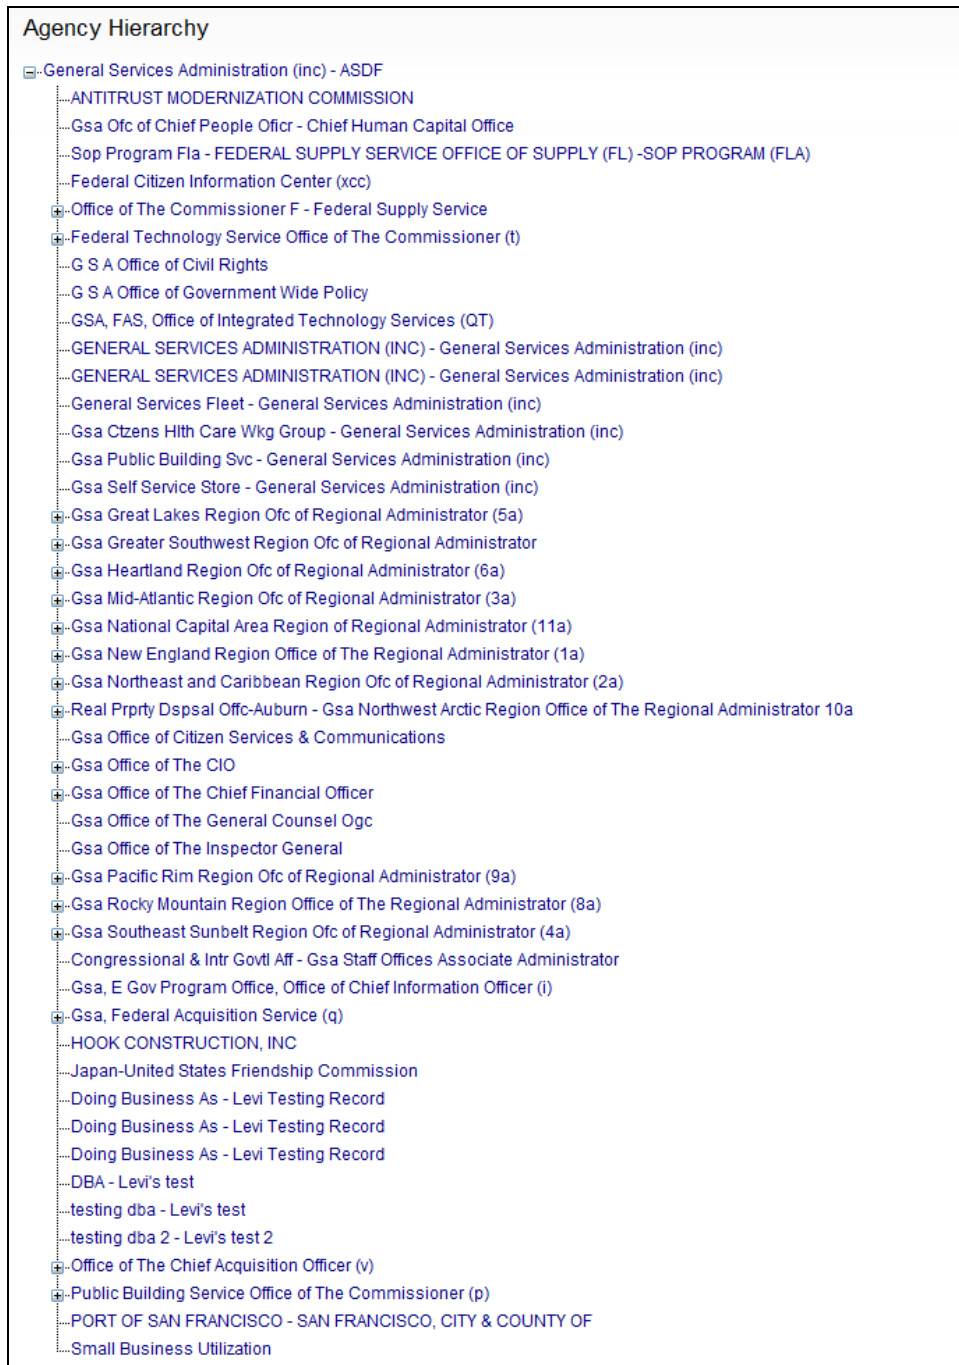 Agency Hierarchy
General Services Administration (inc) - ASDF
ANTITRUST MODERNIZATION COMMISSION
Gsa Ofc of Chief People Oficr - Chief Human Capital Office
Sop Program Fla - FEDERAL SUPPLY SERVICE OFFICE OF SUPPLY (FL) -SOP PROGRAM (FLA)
Federal Citizen Information Center (xcc)
Office of The Commissioner F - Federal Supply Service
Federal Technology Service Office of The Commissioner (t)
G S A Office of Civil Rights
G S A Office of Government Wide Policy
GSA, FAS, Office of Integrated Technology Services (QT)
GENERAL SERVICES ADMINISTRATION (INC) - General Services Administration (inc)
GENERAL SERVICES ADMINISTRATION (INC) - General Services Administration (inc)
General Services Fleet - General Services Administration (inc)
Gsa Ctzens Hlth Care Wkg Group - General Services Administration (inc)
Gsa Public Building Svc - General Services Administration (inc)
Gsa Self Service Store - General Services Administration (inc)
Gsa Great Lakes Region Ofc of Regional Administrator (5a)
Gsa Greater Southwest Region Ofc of Regional Administrator
Gsa Heartland Region Ofc of Regional Administrator (6a)
Gsa Mid-Atlantic Region Ofc of Regional Administrator (3a)
Gsa National Capital Area Region of Regional Administrator (11a)
Gsa New England Region Office of The Regional Administrator (1a)
Gsa Northeast and Caribbean Region Ofc of Regional Administrator (2a)
Real Prprty Dspsal Offc-Auburn - Gsa Northwest Arctic Region Office of The Regional Administrator 10a
Gsa Office of Citizen Services & Communications
Gsa Office of The CIO
Gsa Office of The Chief Financial Officer
Gsa Office of The General Counsel Ogc
Gsa Office of The Inspector General
Gsa Pacific Rim Region Ofc of Regional Administrator (9a)
Gsa Rocky Mountain Region Office of The Regional Administrator (8a)
Gsa Southeast Sunbelt Region Ofc of Regional Administrator (4a)
Congressional & Intr Govtl Aff - Gsa Staff Offices Associate Administrator
Gsa, E Gov Program Office, Office of Chief Information Officer (i)
Gsa, Federal Acquisition Service (q)
HOOK CONSTRUCTION, INC
Japan-United States Friendship Commission
Doing Business As - Levi Testing Record
Doing Business As - Levi Testing Record
Doing Business As - Levi Testing Record
DBA - Levi's test
testing dba - Levi's test
testing dba 2 - Levi's test 2
Office of The Chief Acquisition Officer (v)
Public Building Service Office of The Commissioner (p)
PORT OF SAN FRANCISCO - SAN FRANCISCO, CITY & COUNTY OF
Small Business Utilization